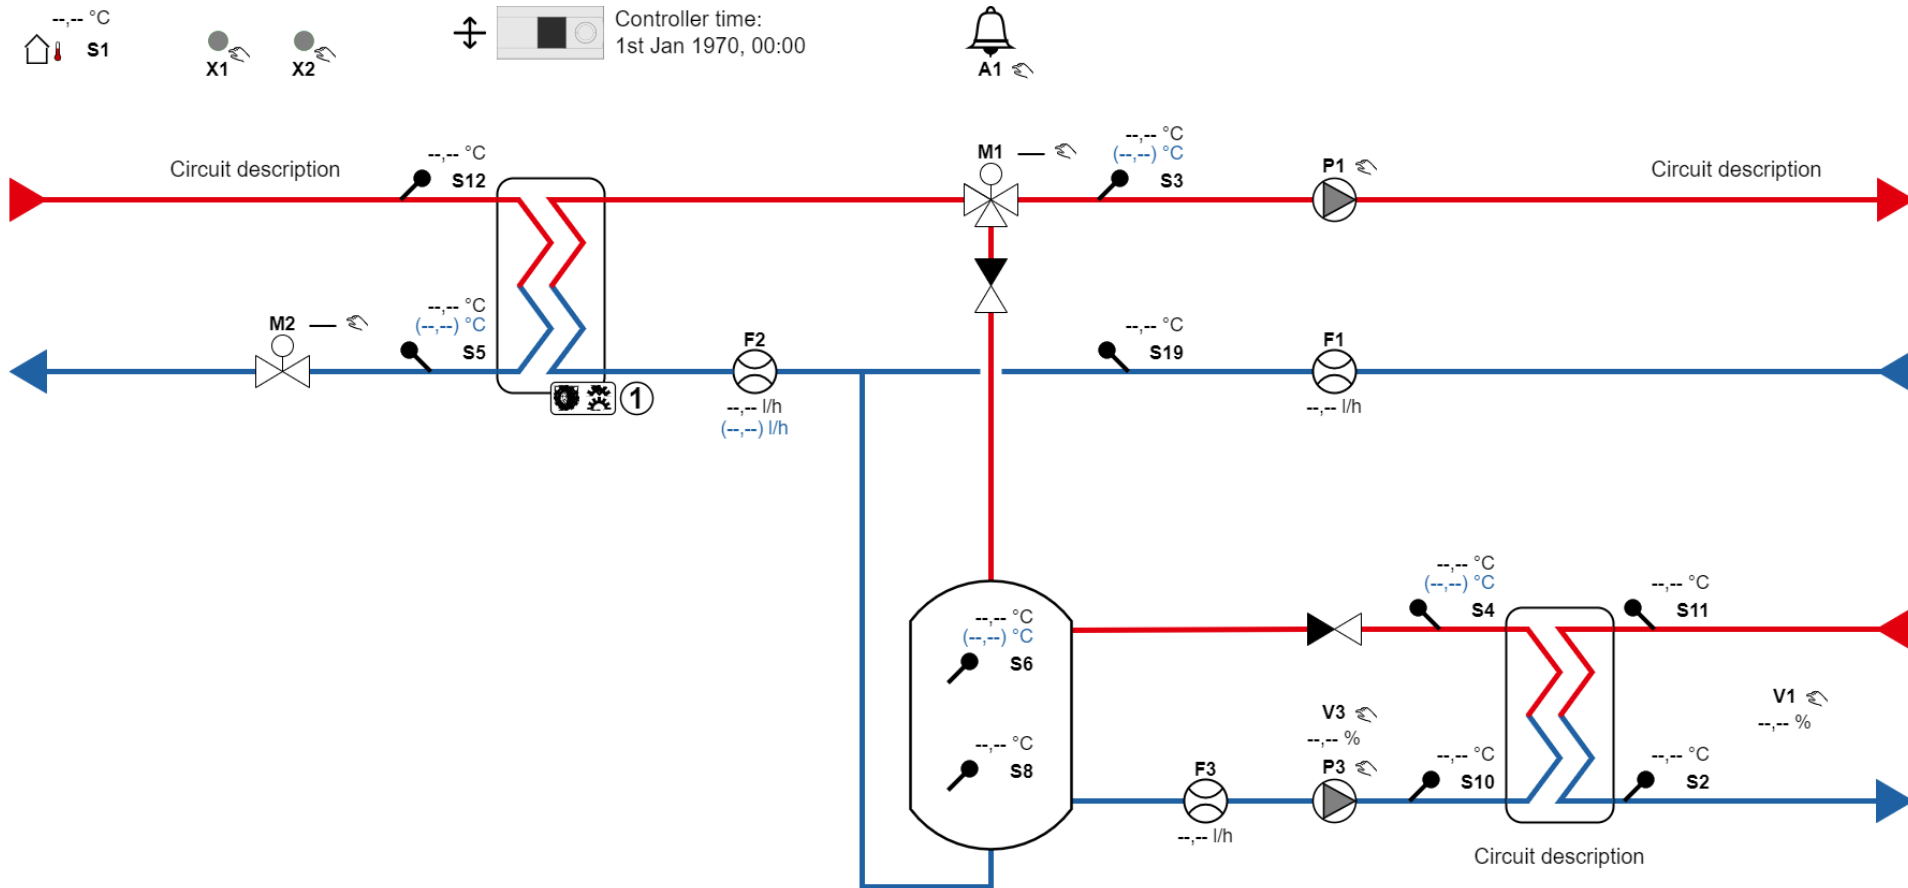 --,-- °C
S1
X1
X2
Controller time:
1st Jan 1970, 00:00
A1
Circuit description
--,-- °C
S12
M1
--,-- °C
(--,--) °C
S3
P1
Circuit description
M2
--,-- °C
(--,--) °C
S5
1
F2
--,-- l/h
(--,--) l/h
--,-- °C
S19
F1
--,-- l/h
--,-- °C
(--,--) °C
S6
--,-- °C
S8
--,-- °C
(--,--) °C
S4
--,-- °C
S11
V3
--,-- %
P3
V1
--,-- %
F3
--,-- l/h
--,-- °C
S10
--,-- °C
S2
Circuit description